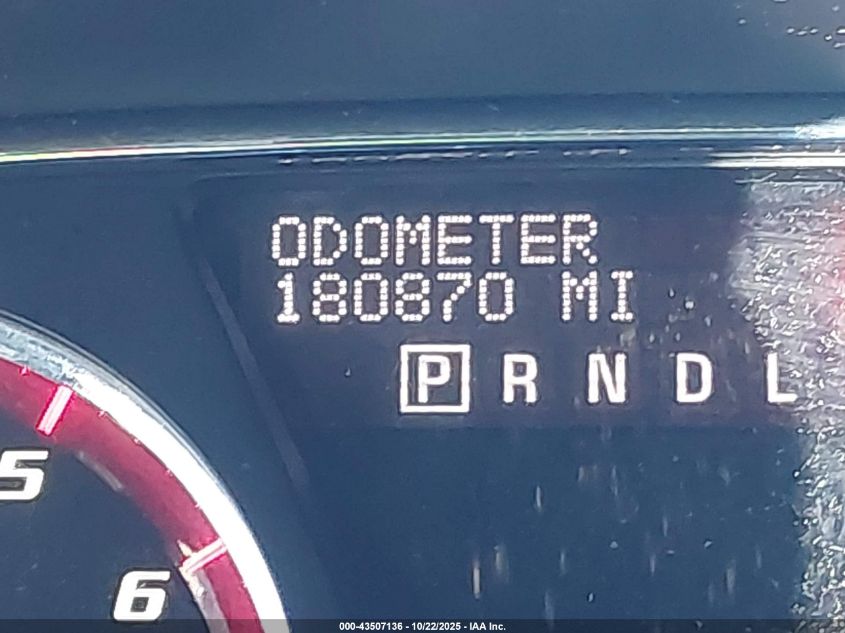 ODOMETER
180870 MI
P R N D L
5
6
000-43507136 - 10/22/2025 - IAA Inc.